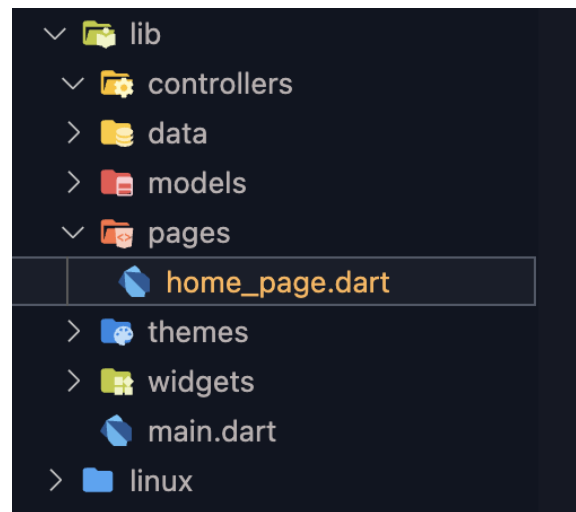 lib
controllers
data
models
pages
home_page.dart
themes
widgets
main.dart
linux